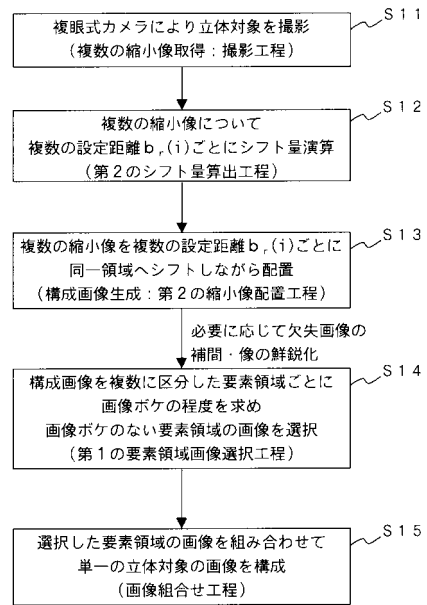 S11
複眼式カメラにより立体対象を撮影
(複数の縮小像取得:撮影工程)
S12
複数の縮小像について
複数の設定距離br(i)ごとにシフト量演算
(第2のシフト量算出工程)
S13
複数の縮小像を複数の設定距離br(i)ごとに
同一領域へシフトしながら配置
(構成画像生成:第2の縮小像配置工程)
必要に応じて欠失画像の
補間・像の鮮鋭化
S14
構成画像を複数に区分した要素領域ごとに
画像ボケの程度を求め
画像ボケのない要素領域の画像を選択
(第1の要素領域画像選択工程)
S15
選択した要素領域の画像を組み合わせて
単一の立体対象の画像を構成
(画像組合せ工程)